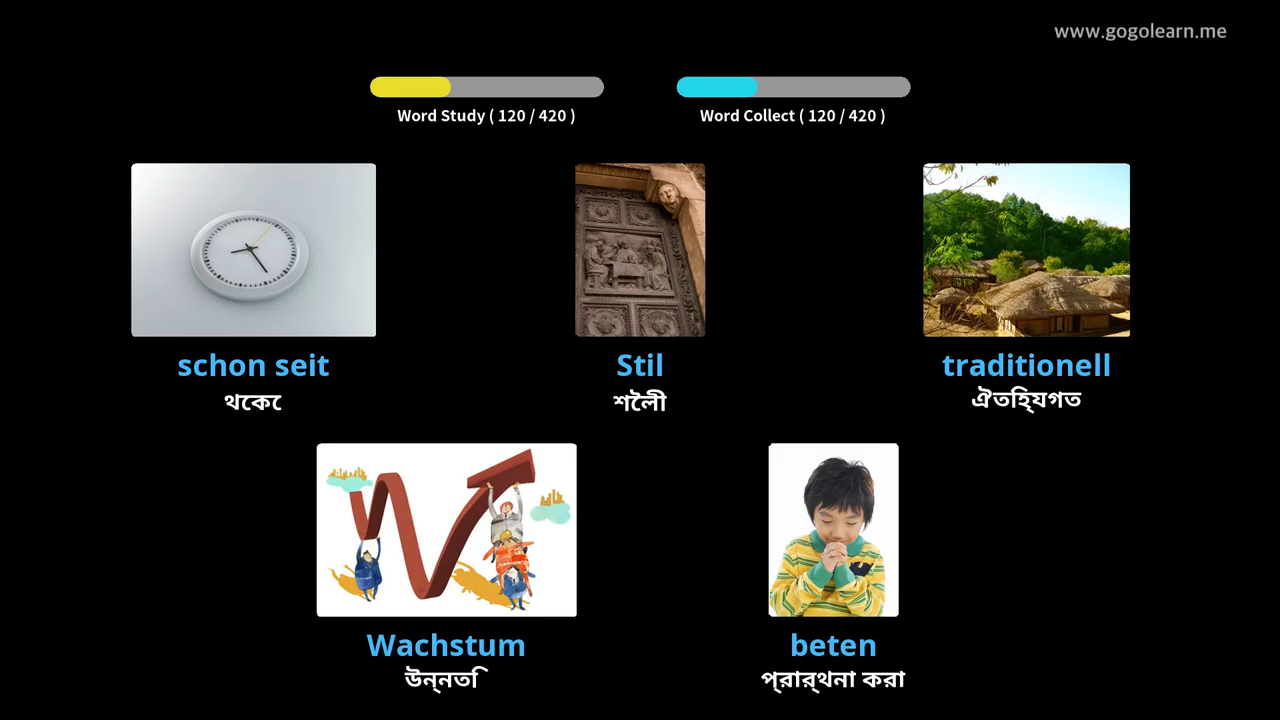 www.gogolearn.me
Word Study ( 120 / 420 )
Word Collect ( 120 / 420 )
schon seit
থেকে
Stil
শৈলী
traditionell
ঐতিহ্যগত
Wachstum
উন্নতি
beten
প্রার্থনা করা